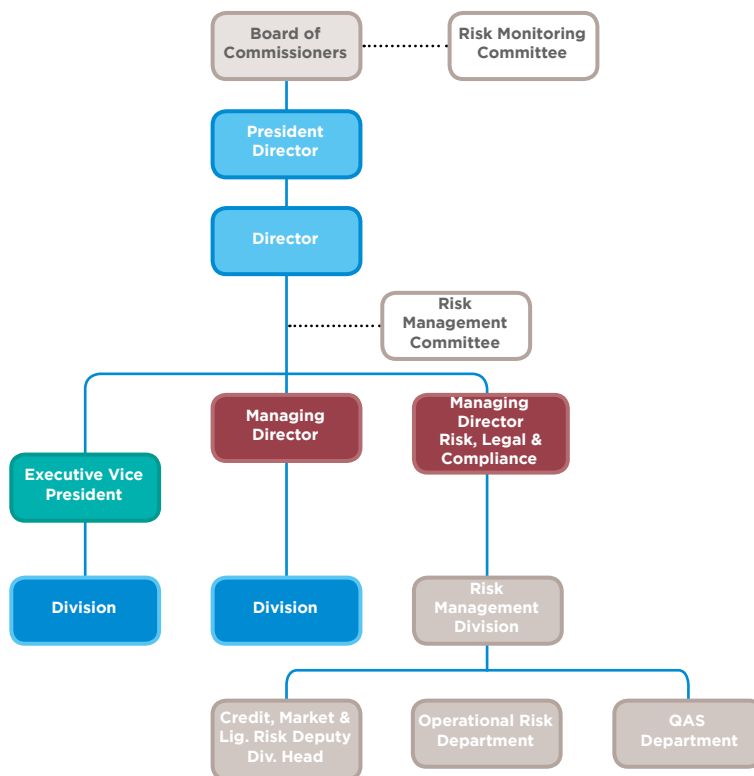 Board of
Commissioners
Risk Monitoring
Committee
President
Director
Director
Risk
Management
Committee
Managing
Director
Managing
Director
Risk, Legal &
Compliance
Executive Vice
President
Division
Division
Risk
Management
Division
Credit, Market &
Lig. Risk Deputy
Div. Head
Operational Risk
Department
QAS
Department